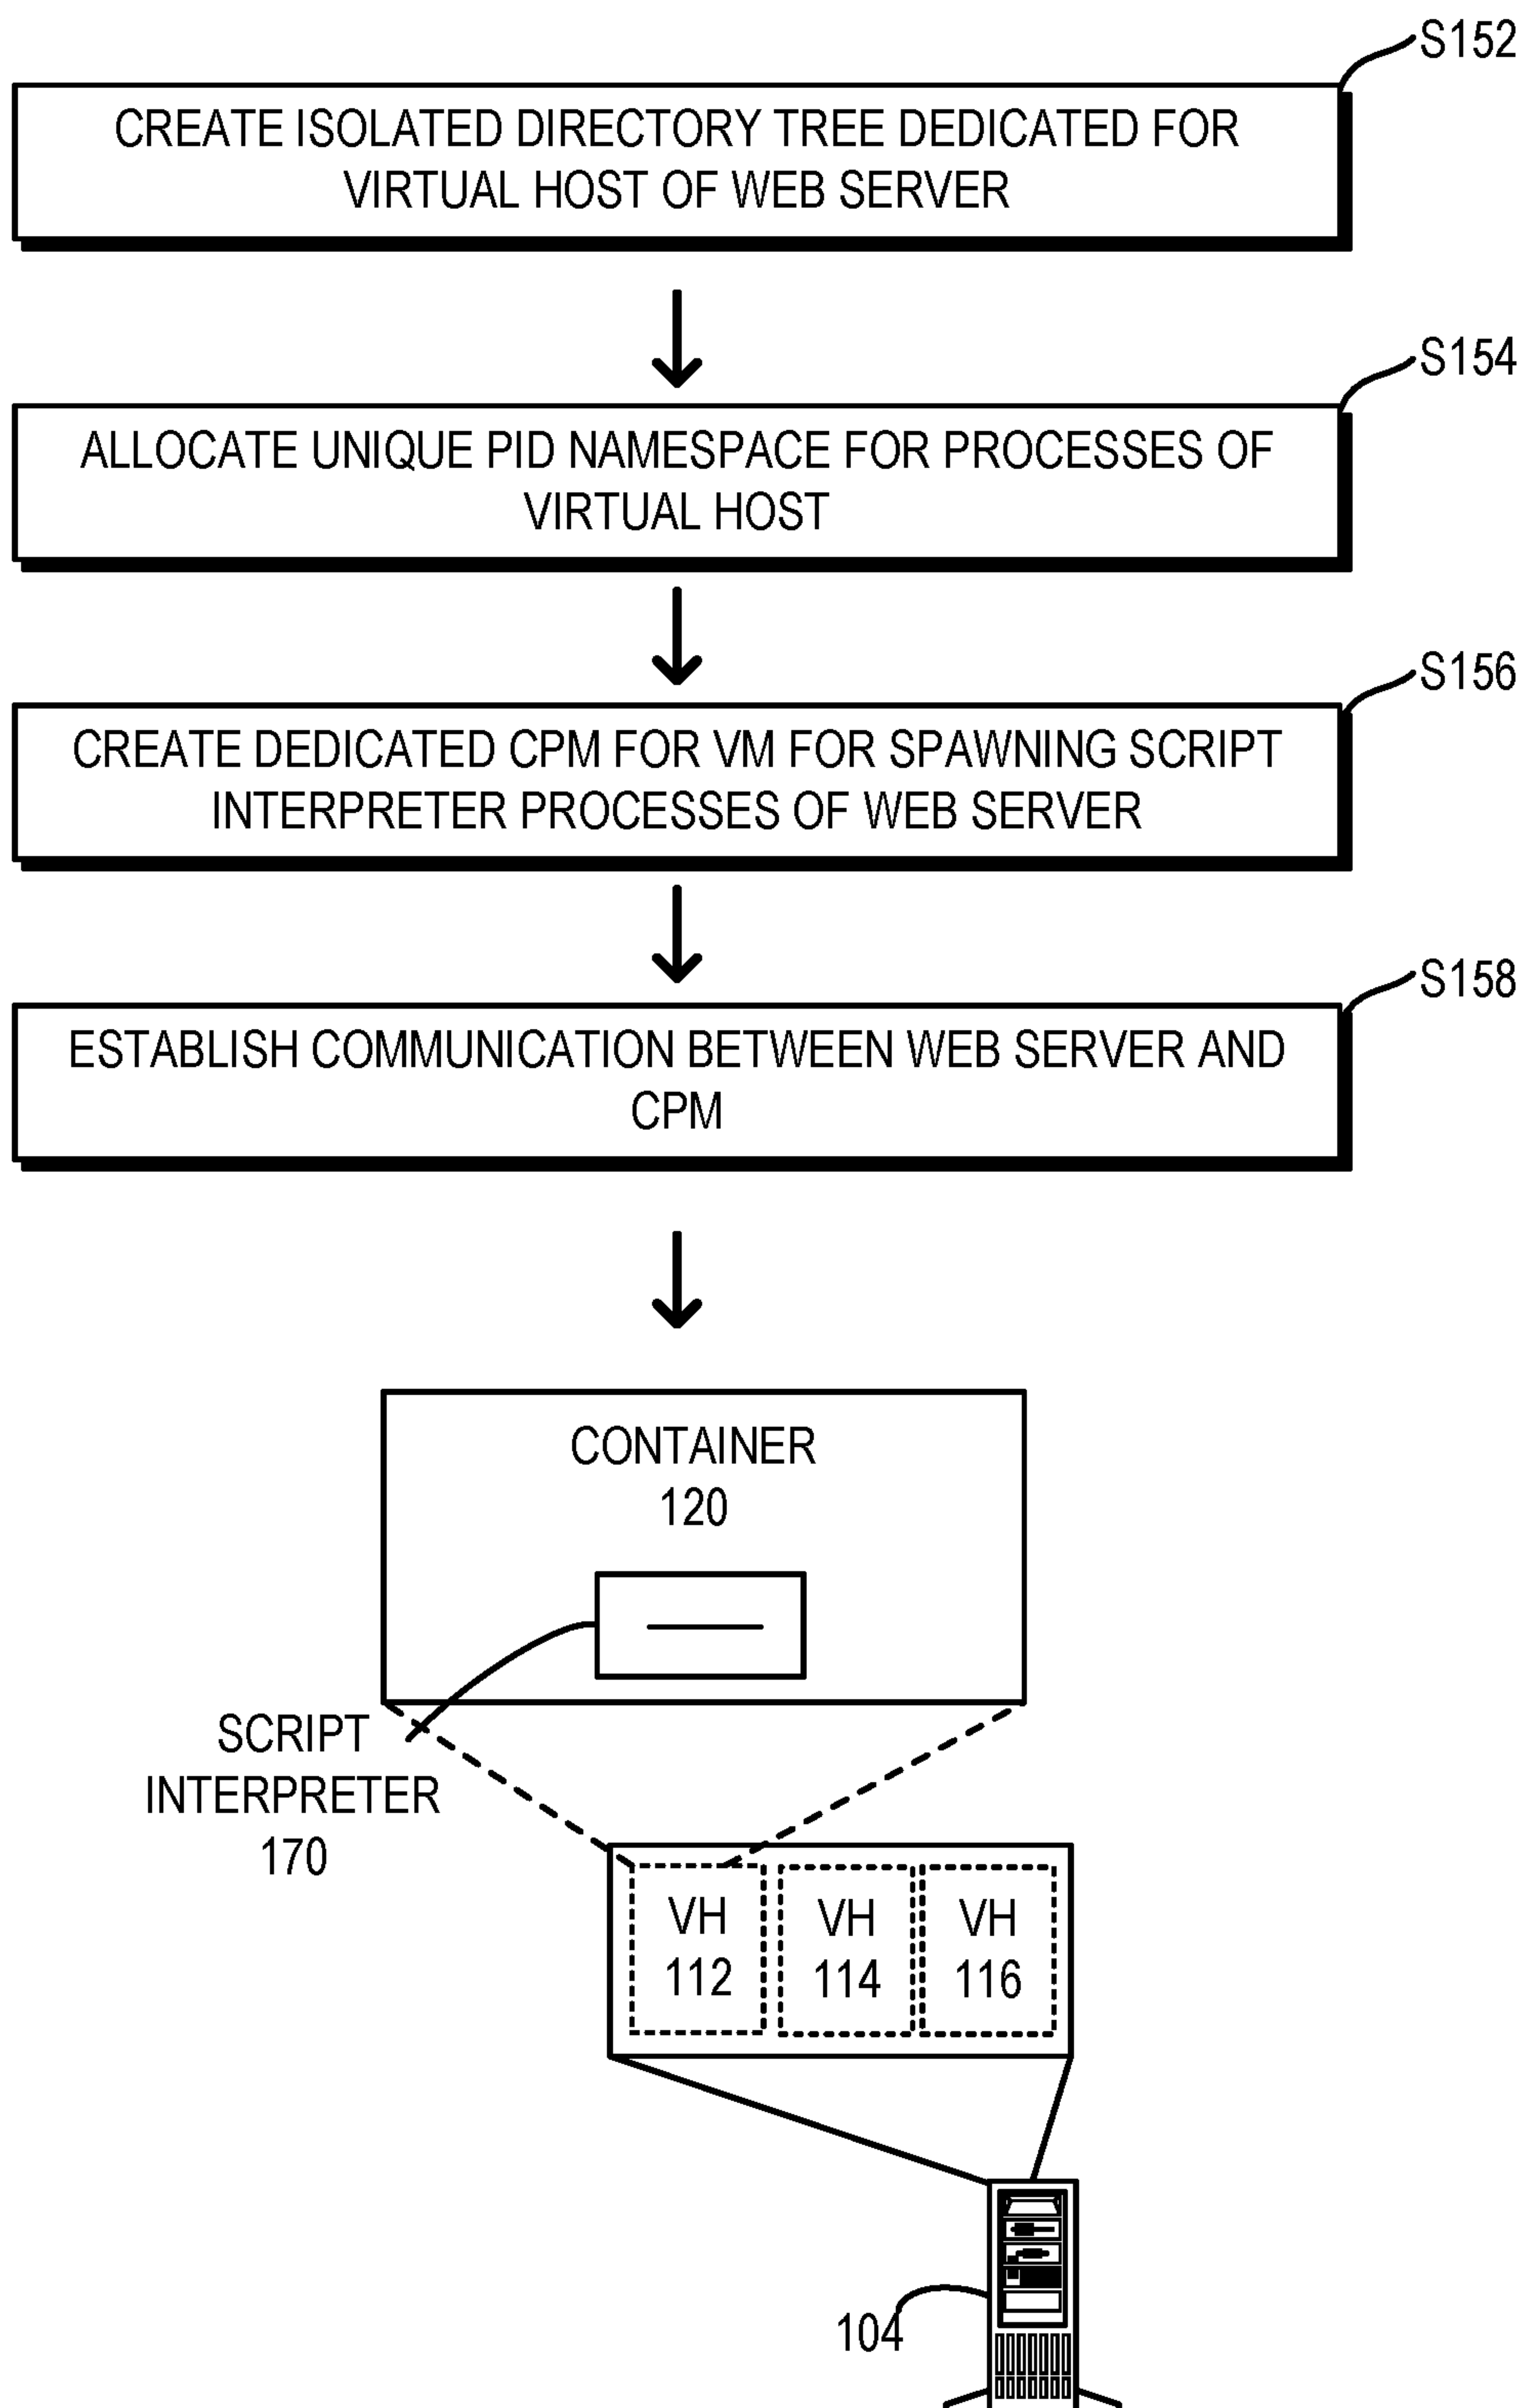 S152
CREATE ISOLATED DIRECTORY TREE DEDICATED FOR
VIRTUAL HOST OF WEB SERVER
S154
ALLOCATE UNIQUE PID NAMESPACE FOR PROCESSES OF
VIRTUAL HOST
S156
CREATE DEDICATED CPM FOR VM FOR SPAWNING SCRIPT
INTERPRETER PROCESSES OF WEB SERVER
S158
ESTABLISH COMMUNICATION BETWEEN WEB SERVER AND
CPM
CONTAINER
120
SCRIPT
INTERPRETER
170
VH
112
VH
114
VH
116
104